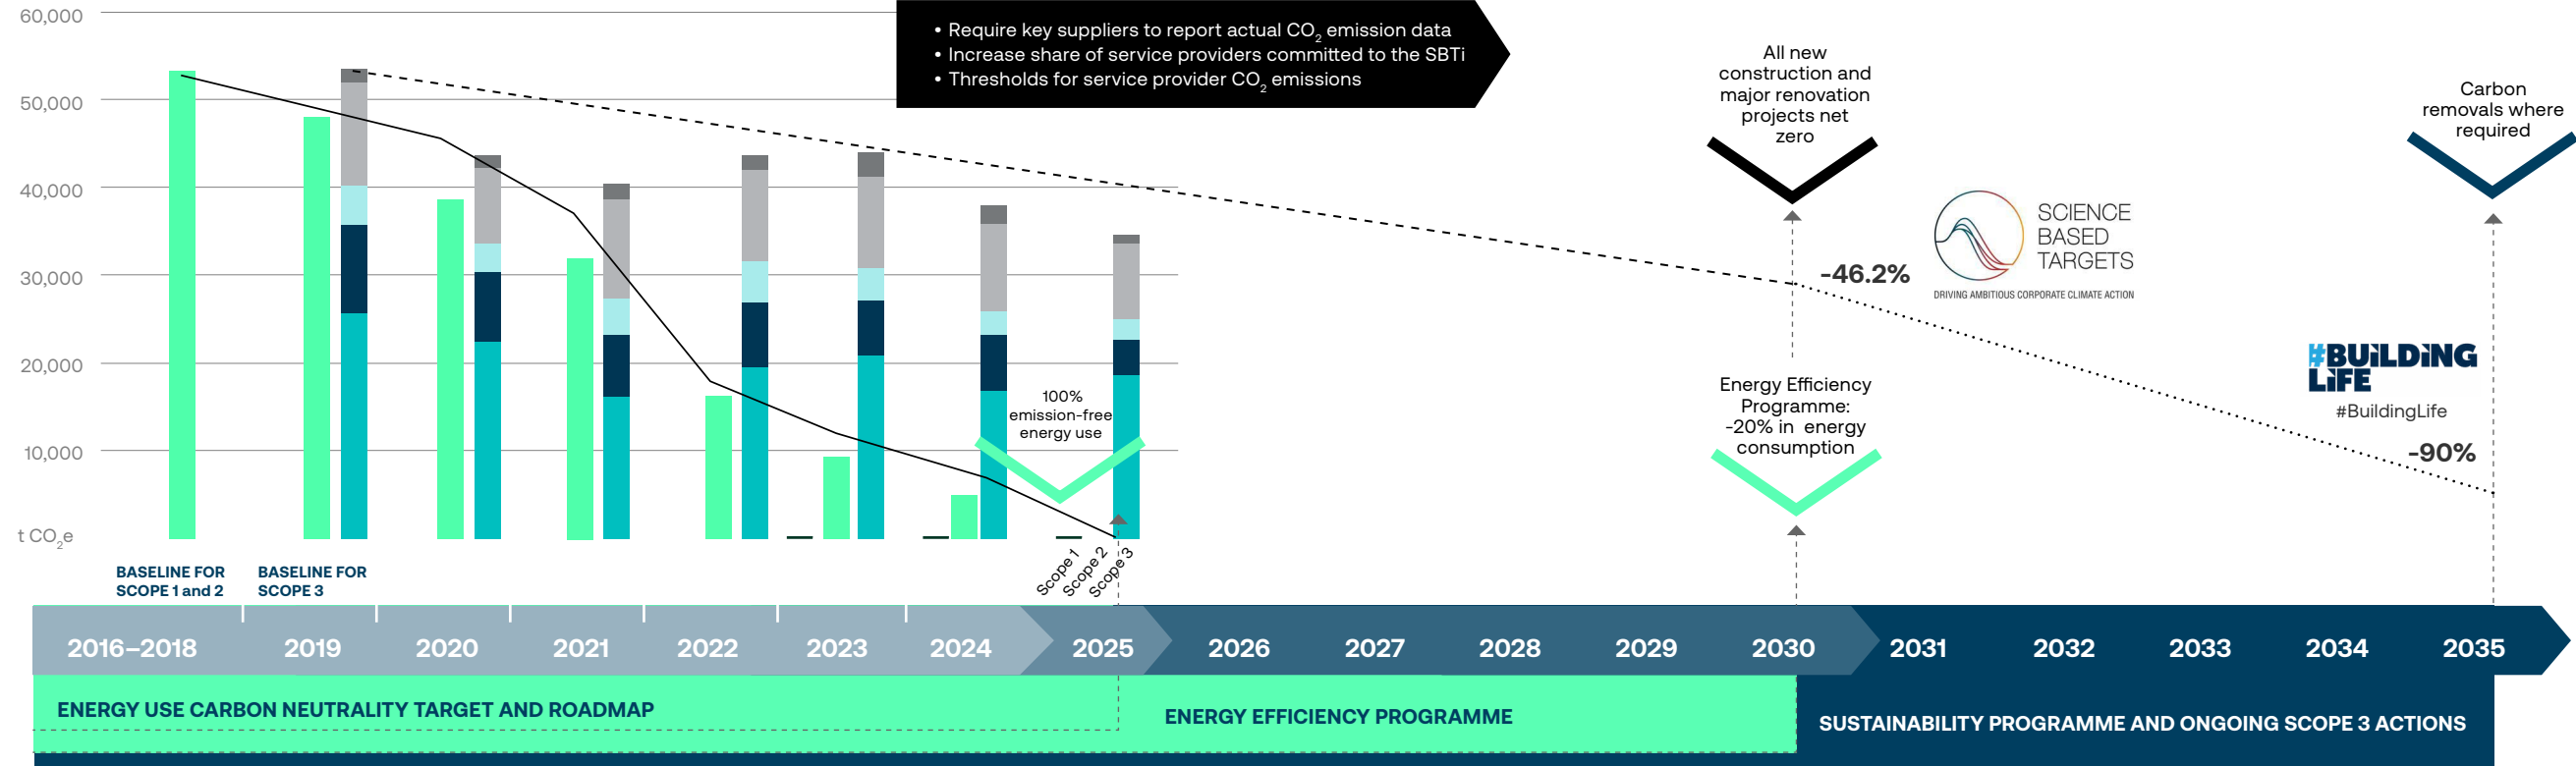 60,000
50,000
40,000
30,000
20,000
10,000
t CO2e
• Require key suppliers to report actual CO2 emission data
• Increase share of service providers committed to the SBTi
• Thresholds for service provider CO2 emissions
All new
construction and
major renovation
projects net
zero
Carbon
removals where
required
-46.2%
SCIENCE
BASED
TARGETS
DRIVING AMBITIOUS CORPORATE CLIMATE ACTION
#BUiLDiNG
LiFE
#BuildingLife
-90%
100%
emission-free
energy use
Energy Efficiency
Programme:
-20% in energy
consumption
Scope 1
Scope 2
Scope 3
BASELINE FOR
SCOPE 1 and 2
BASELINE FOR
SCOPE 3
2016–2018 2019 2020 2021 2022 2023 2024 2025 2026 2027 2028 2029 2030 2031 2032 2033 2034 2035
ENERGY USE CARBON NEUTRALITY TARGET AND ROADMAP
ENERGY EFFICIENCY PROGRAMME
SUSTAINABILITY PROGRAMME AND ONGOING SCOPE 3 ACTIONS